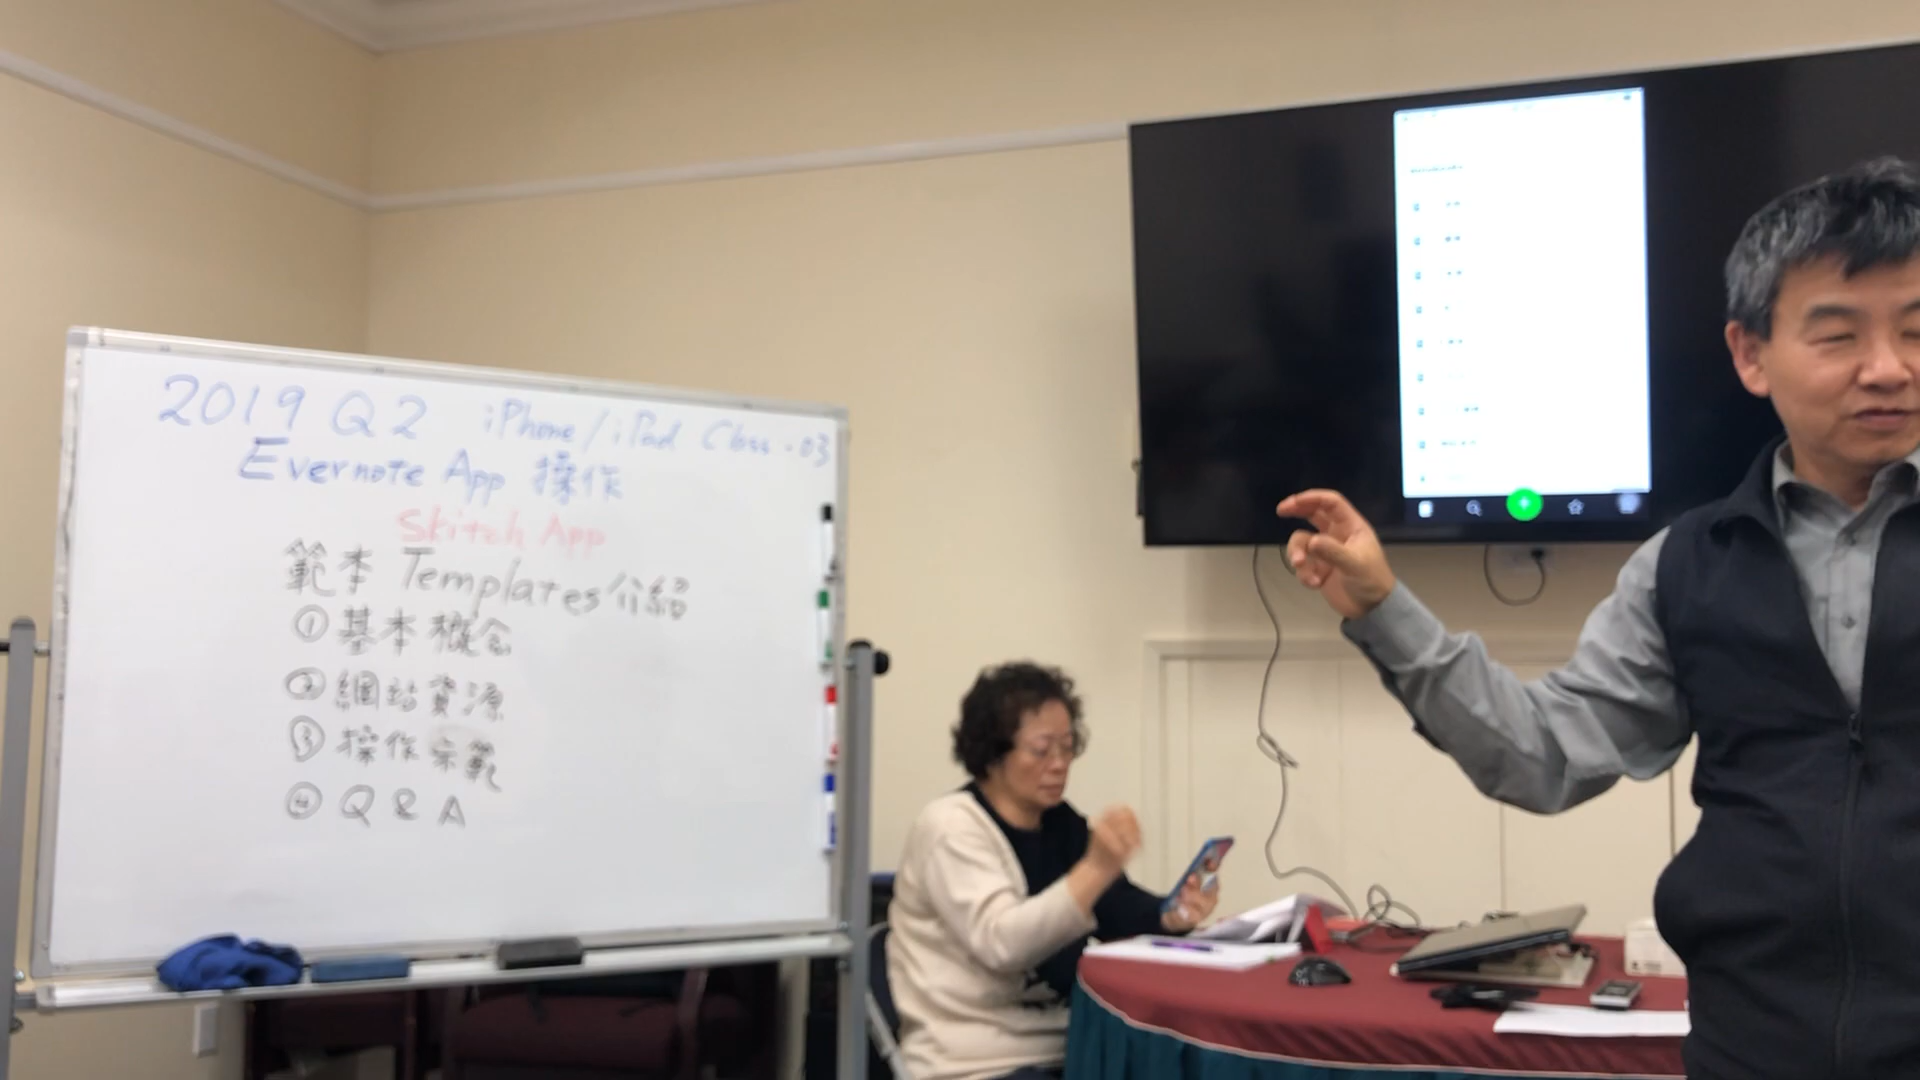 2019 Q2 iPhone/iPad Class-03
Evernote App 操作
Skitch App
範本 Templates 介紹
① 基本概念
② 網站資源
③ 操作示範
④ Q & A